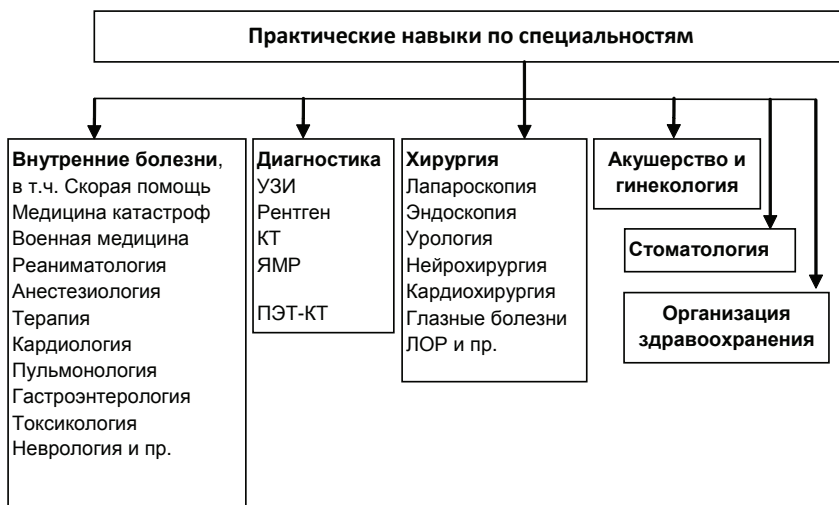 Практические навыки по специальностям
Внутренние болезни,
в т.ч. Скорая помощь
Медицина катастроф
Военная медицина
Реаниматология
Анестезиология
Терапия
Кардиология
Пульмонология
Гастроэнтерология
Токсикология
Неврология и пр.
Диагностика
УЗИ
Рентген
КТ
ЯМР
ПЭТ-КТ
Хирургия
Лапароскопия
Эндоскопия
Урология
Нейрохирургия
Кардиохирургия
Глазные болезни
ЛОР и пр.
Акушерство и
гинекология
Стоматология
Организация
здравоохранения